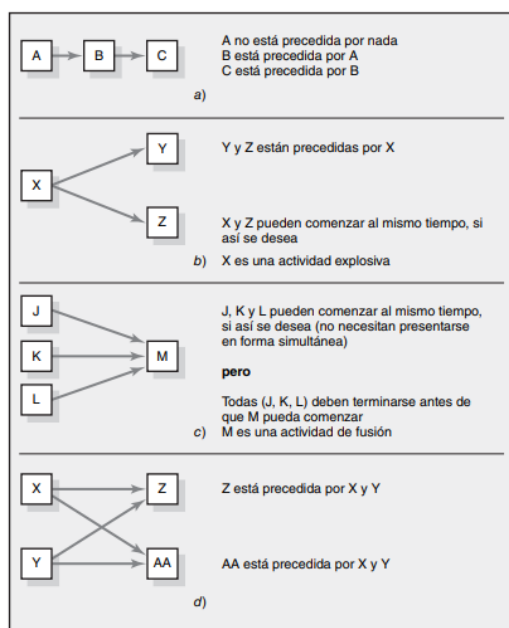 A
B
C
A no está precedida por nada
B está precedida por A
C está precedida por B
a)
X
Y
Z
Y y Z están precedidas por X
X y Z pueden comenzar al mismo tiempo, si
así se desea
b) X es una actividad explosiva
J
K
L
M
J, K y L pueden comenzar al mismo tiempo,
si así se desea (no necesitan presentarse
en forma simultánea)
pero
Todas (J, K, L) deben terminarse antes de
que M pueda comenzar
c) M es una actividad de fusión
X
Z
Y
AA
Z está precedida por X y Y
AA está precedida por X y Y
d)